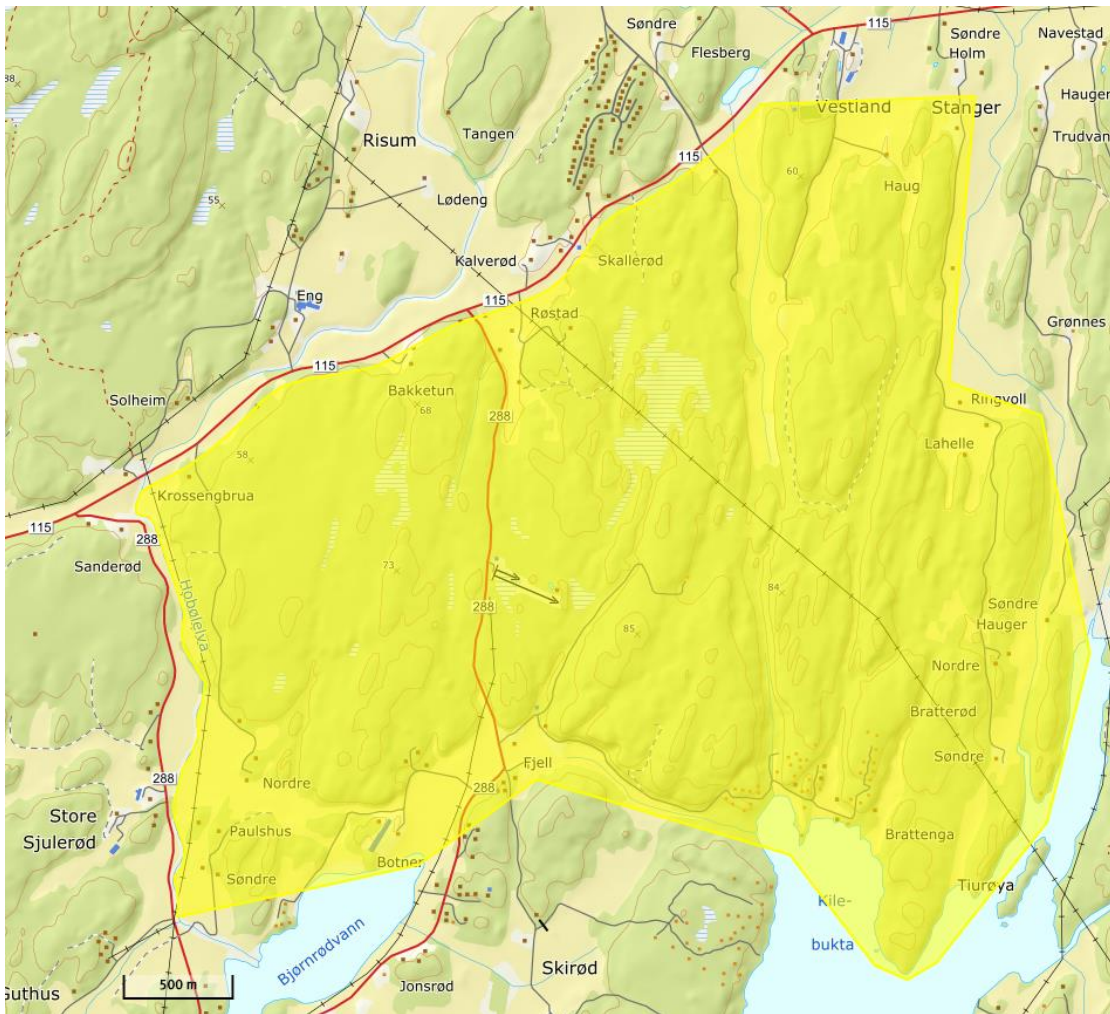 Søndre
115
Søndre
Holm
Navestad
Flesberg
88
Hauger
Vestland
Stanger
Tangen
Trudvan
Risum
115
60
Haug
55
Lødeng
Kalverød
Skallerød
Eng
115
Røstad
Grønnes
115
Bakketun
Solheim
68
288
Ringvoll
Lahelle
58
Krossengbrua
115
288
Sanderød
73
84
Hobølelva
288
85
Søndre
Hauger
Nordre
Bratterød
Søndre
Fjell
288
Nordre
288
Store
Sjulerød
Paulshus
Brattenga
Botner
Søndre
Tiurøya
Kile-
bukta
Bjørnrødvann
Skirød
500 m
Jonsrød
Guthus